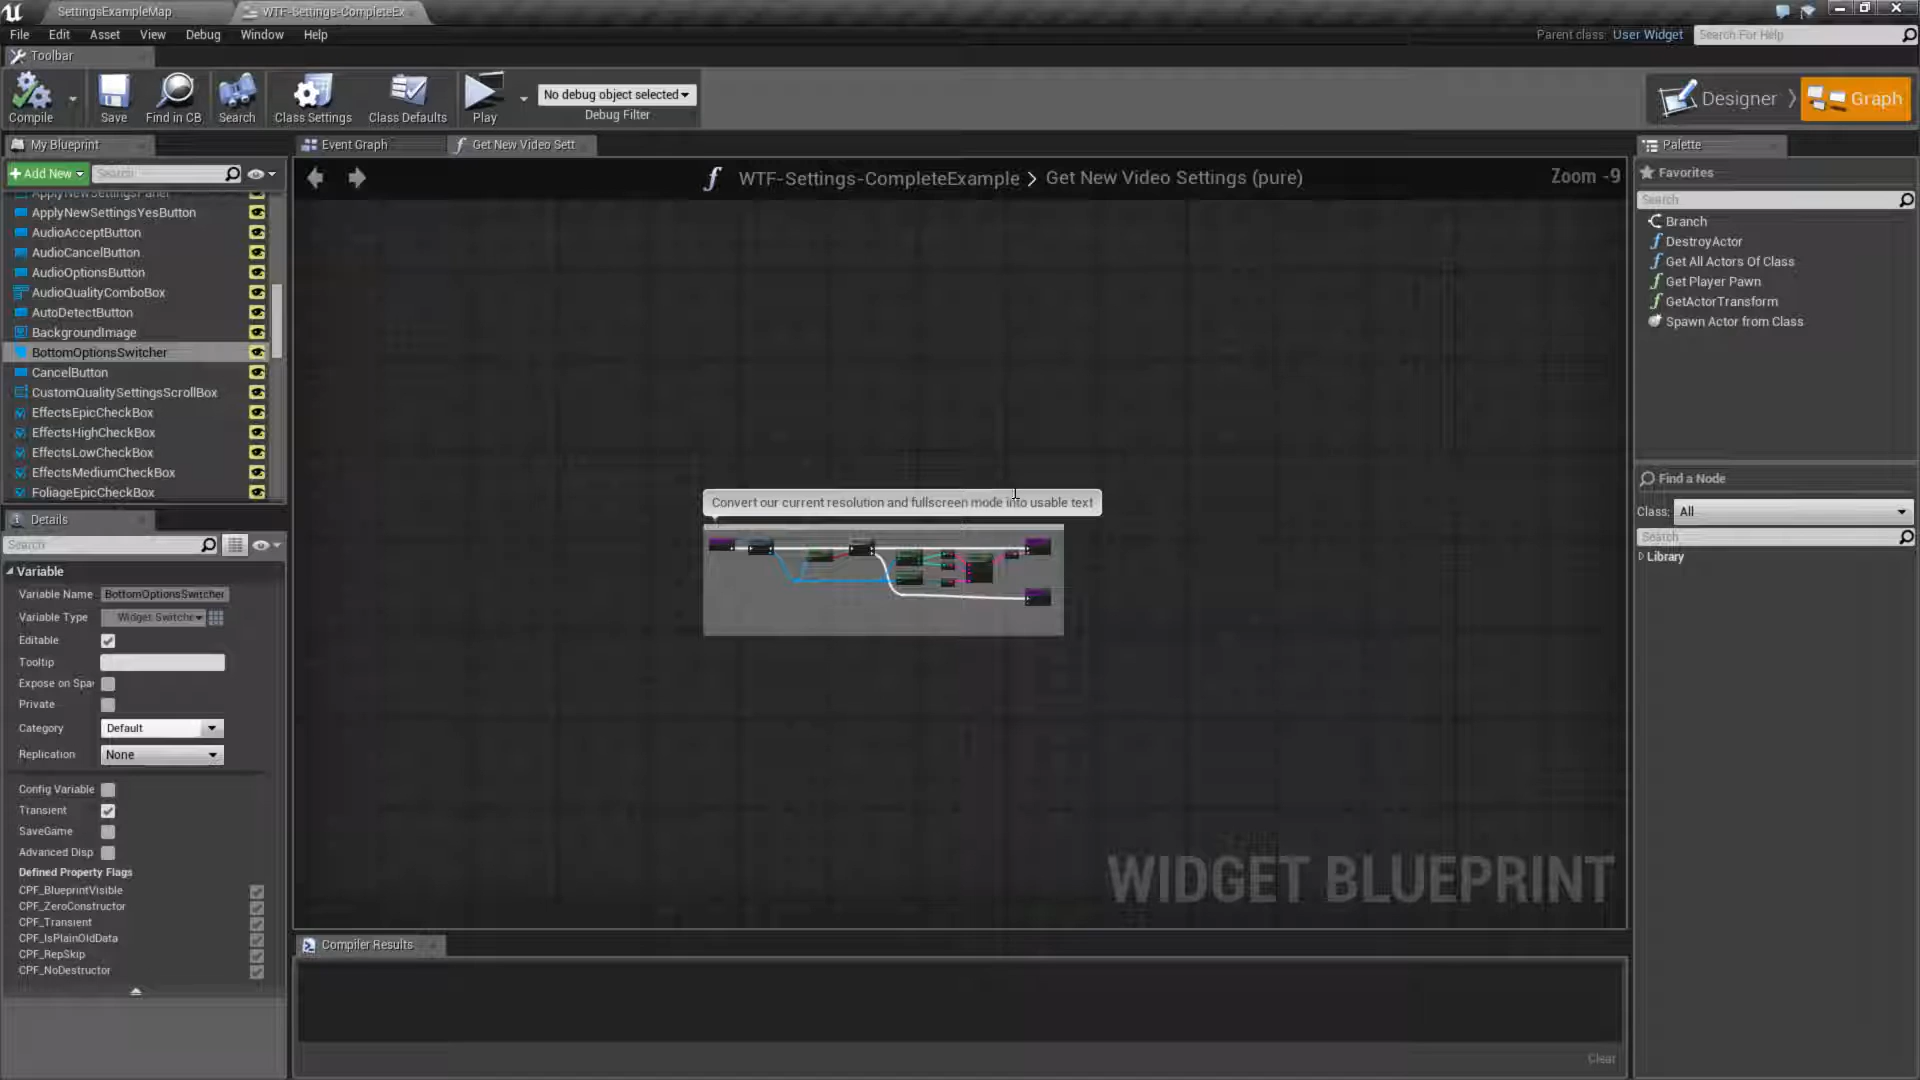 SettingsExampleMap
WTF-Settings-CompleteEx
File Edit Asset View Debug Window Help
Parent class: User Widget
Search For Help
Toolbar
Compile
Save
Find in CB
Search
Class Settings
Class Defaults
Play
No debug object selected
Debug Filter
Designer
Graph
My Blueprint
Event Graph
Get New Video Sett
Palette
Add New
Search
WTF-Settings-CompleteExample > Get New Video Settings (pure)
Zoom -9
Favorites
Search
Branch
DestroyActor
Get All Actors Of Class
Get Player Pawn
GetActorTransform
Spawn Actor from Class
ApplyNewSettingsPanel
ApplyNewSettingsYesButton
AudioAcceptButton
AudioCancelButton
AudioOptionsButton
AudioQualityComboBox
AutoDetectButton
BackgroundImage
BottomOptionsSwitcher
CancelButton
CustomQualitySettingsScrollBox
EffectsEpicCheckBox
EffectsHighCheckBox
EffectsLowCheckBox
EffectsMediumCheckBox
FoliageEpicCheckBox
Convert our current resolution and fullscreen mode into usable text
Find a Node
Class: All
Search
Library
Details
Search
Variable
Variable Name BottomOptionsSwitcher
Variable Type Widget Switche
Editable
Tooltip
Expose on Spa
Private
Category Default
Replication None
Config Variable
Transient
SaveGame
Advanced Disp
Defined Property Flags
CPF_BlueprintVisible
CPF_ZeroConstructor
CPF_Transient
CPF_IsPlainOldData
CPF_RepSkip
CPF_NoDestructor
WIDGET BLUEPRINT
Compiler Results
Clear